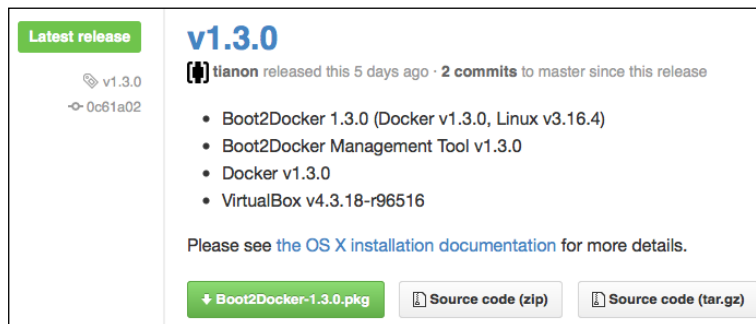 Latest release
v1.3.0
0c61a02
v1.3.0
tianon released this 5 days ago · 2 commits to master since this release
• Boot2Docker 1.3.0 (Docker v1.3.0, Linux v3.16.4)
• Boot2Docker Management Tool v1.3.0
• Docker v1.3.0
• VirtualBox v4.3.18-r96516
Please see the OS X installation documentation for more details.
Boot2Docker-1.3.0.pkg
Source code (zip)
Source code (tar.gz)